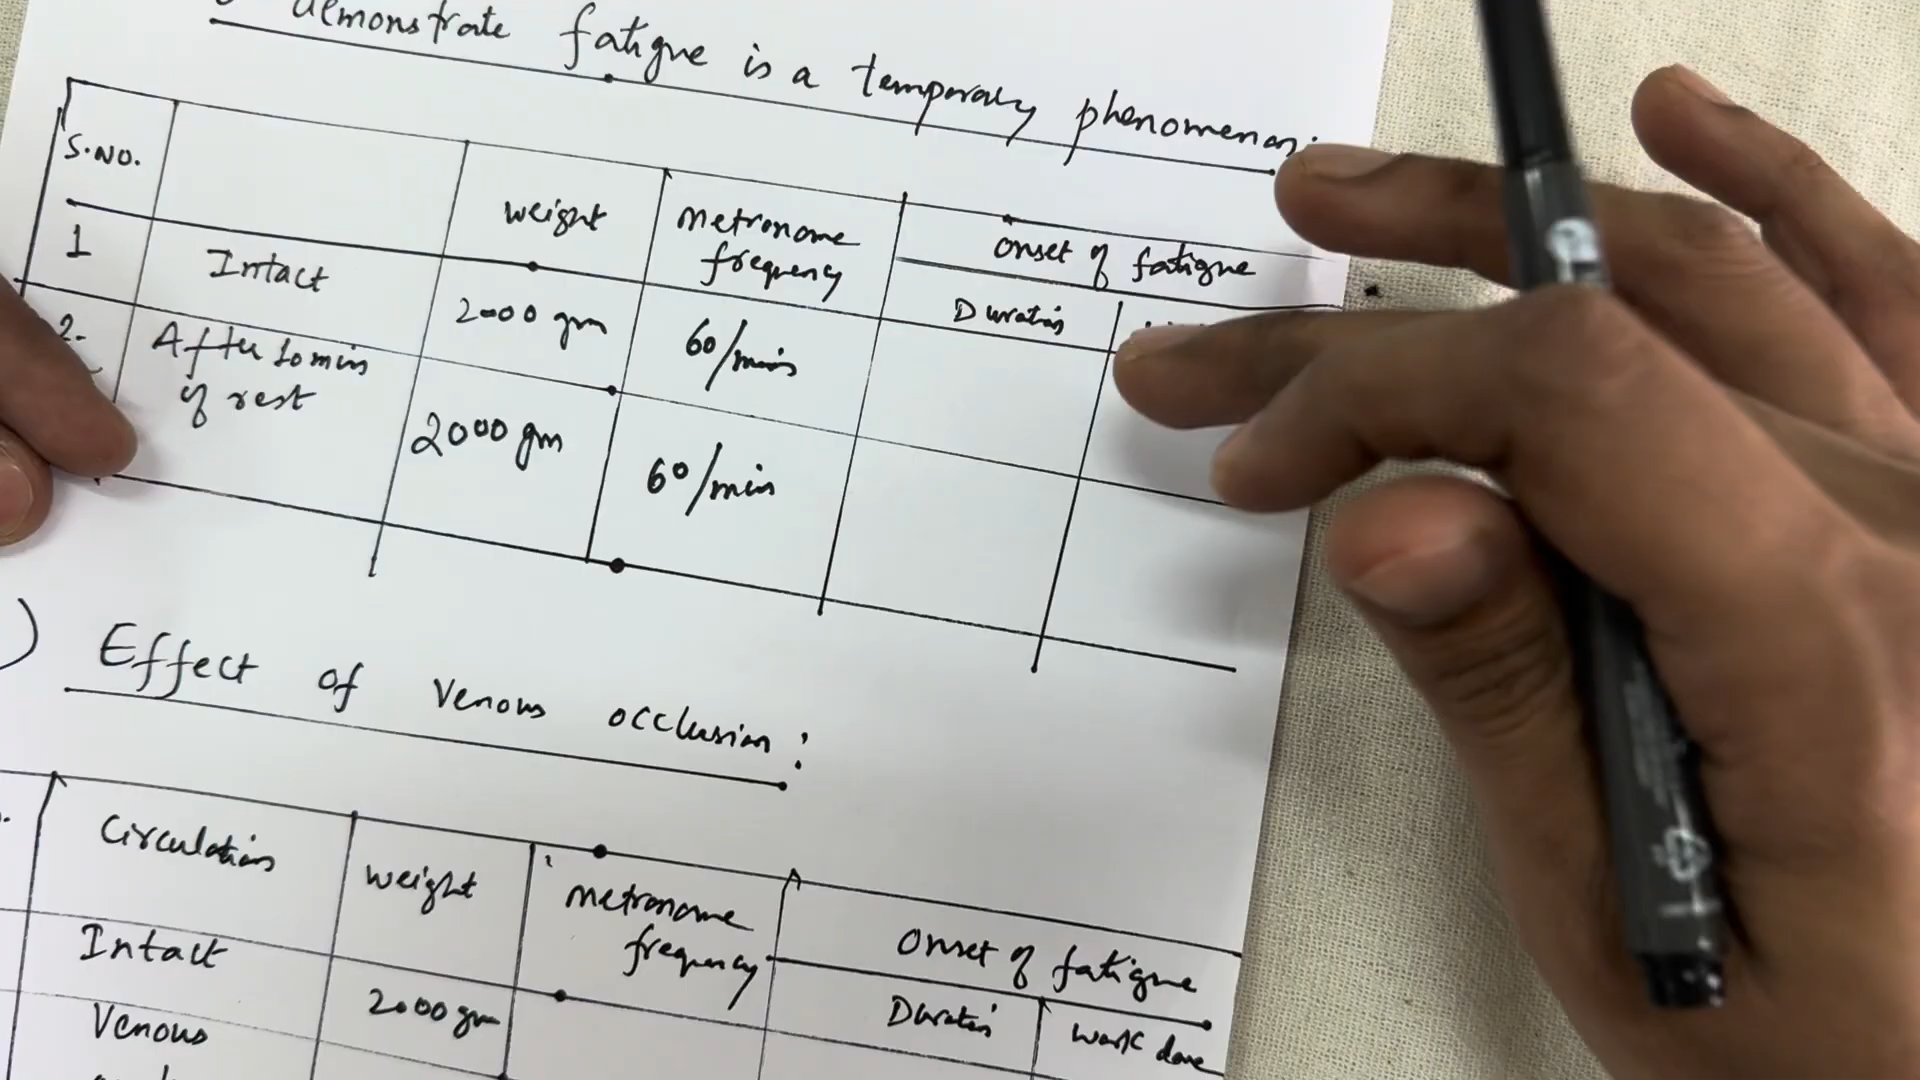 demonstrate fatigue is a temporary phenomenon:
S.NO.
weight
metronome
frequency
onset of fatigue
Duration
1
Intact
2000 gm
60/min
2.
After 10 min
of rest
2000 gm
60/min
) Effect of venous occlusion:
Circulation
weight
metronome
frequency
Onset of fatigue
Duration
work done
Intact
2000 gm
Venous